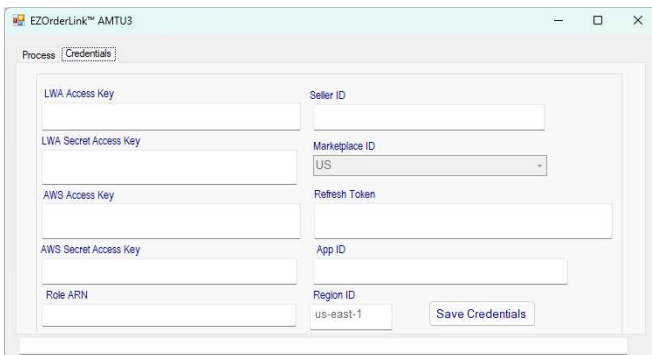 EZOrderLink™ AMTU3
Process Credentials
LWA Access Key
Seller ID
LWA Secret Access Key
Marketplace ID
US
AWS Access Key
Refresh Token
AWS Secret Access Key
App ID
Role ARN
Region ID
us-east-1
Save Credentials